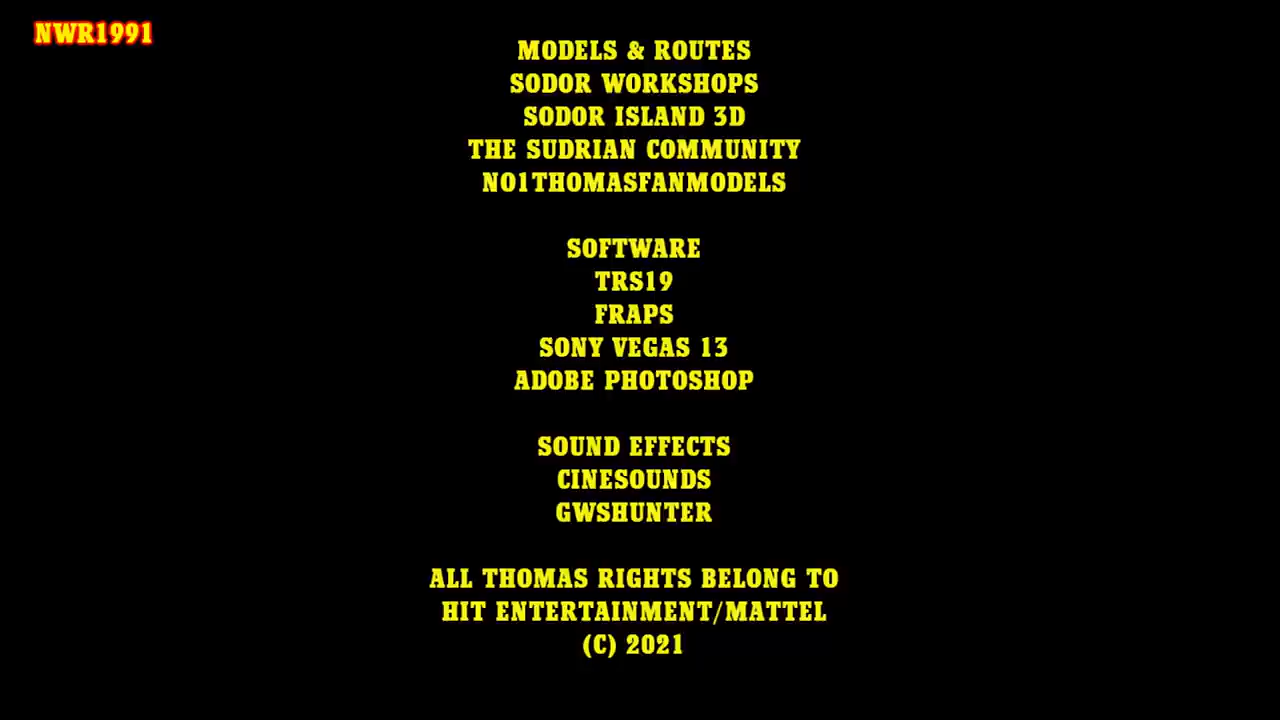 NWR1991
MODELS & ROUTES
SODOR WORKSHOPS
SODOR ISLAND 3D
THE SUDRIAN COMMUNITY
NO1THOMASFANMODELS
SOFTWARE
TRS19
FRAPS
SONY VEGAS 13
ADOBE PHOTOSHOP
SOUND EFFECTS
CINESOUNDS
GWSHUNTER
ALL THOMAS RIGHTS BELONG TO
HIT ENTERTAINMENT/MATTEL
(C) 2021